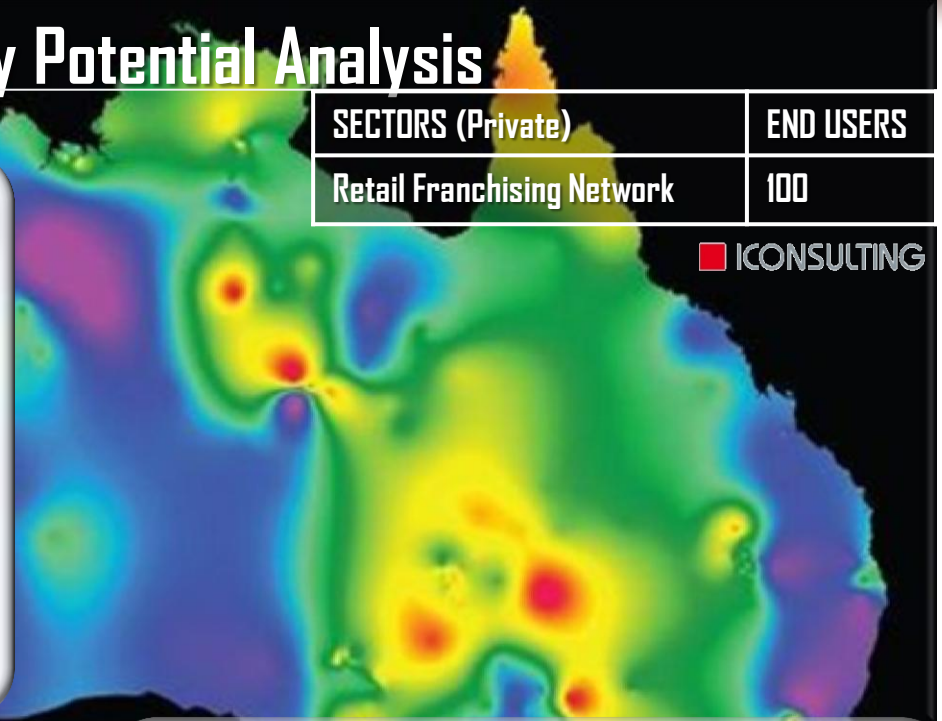 y Potential Analysis
SECTORS (Private)
END USERS
Retail Franchising Network
100
ICONSULTING